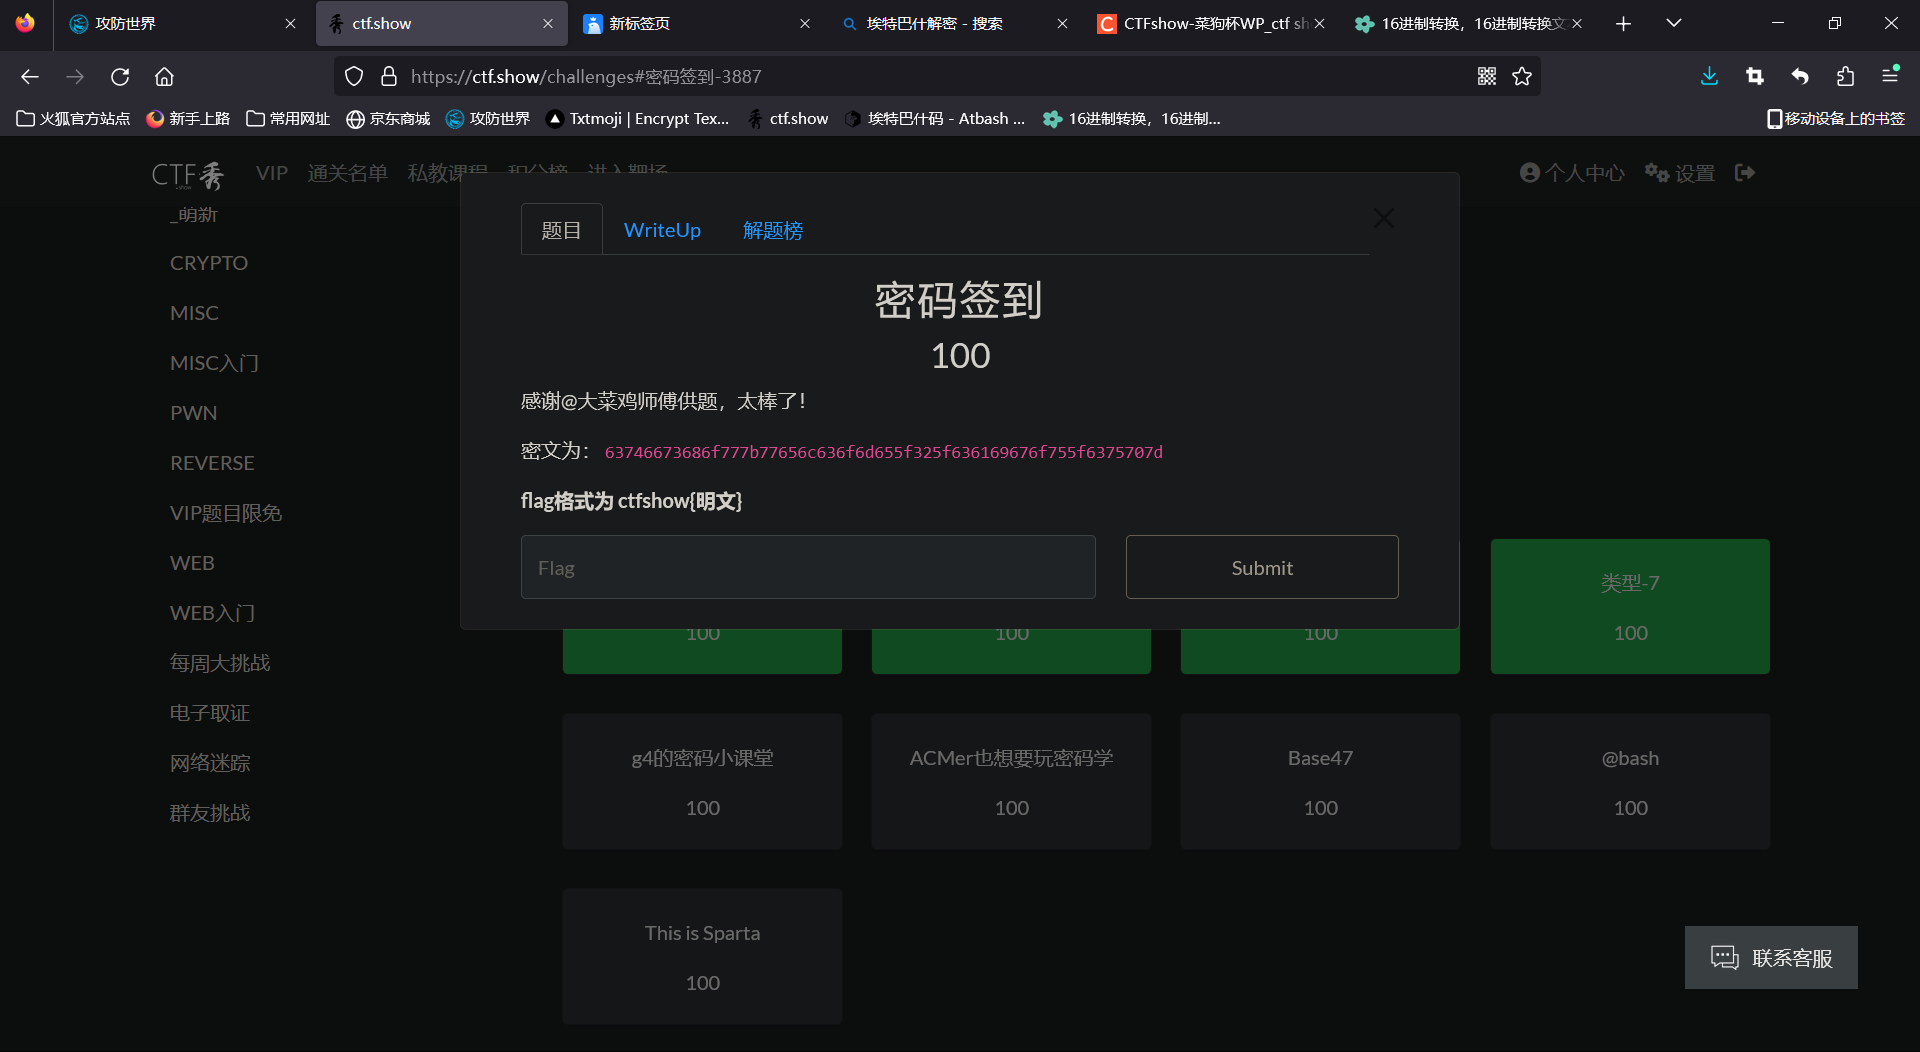 攻防世界
ctf.show
新标签页
埃特巴什解密 - 搜索
CTFshow-菜狗杯WP_ctf sh
16进制转换，16进制转换文
https://ctf.show/challenges#密码签到-3887
火狐官方站点
新手上路
常用网址
京东商城
攻防世界
Txtmoji | Encrypt Tex...
ctf.show
埃特巴什码 - Atbash ...
16进制转换，16进制...
移动设备上的书签
CTF秀
VIP
通关名单
私教课程
积分榜
进入靶场
个人中心
设置
_萌新
CRYPTO
MISC
MISC入门
PWN
REVERSE
VIP题目限免
WEB
WEB入门
每周大挑战
电子取证
网络迷踪
群友挑战
题目
WriteUp
解题榜
密码签到
100
感谢@大菜鸡师傅供题，太棒了！
密文为： 63746673686f777b77656c636f6d655f325f636169676f755f6375707d
flag格式为 ctfshow{明文}
Flag
Submit
100
100
100
类型-7
100
g4的密码小课堂
100
ACMer也想要玩密码学
100
Base47
100
@bash
100
This is Sparta
100
联系客服